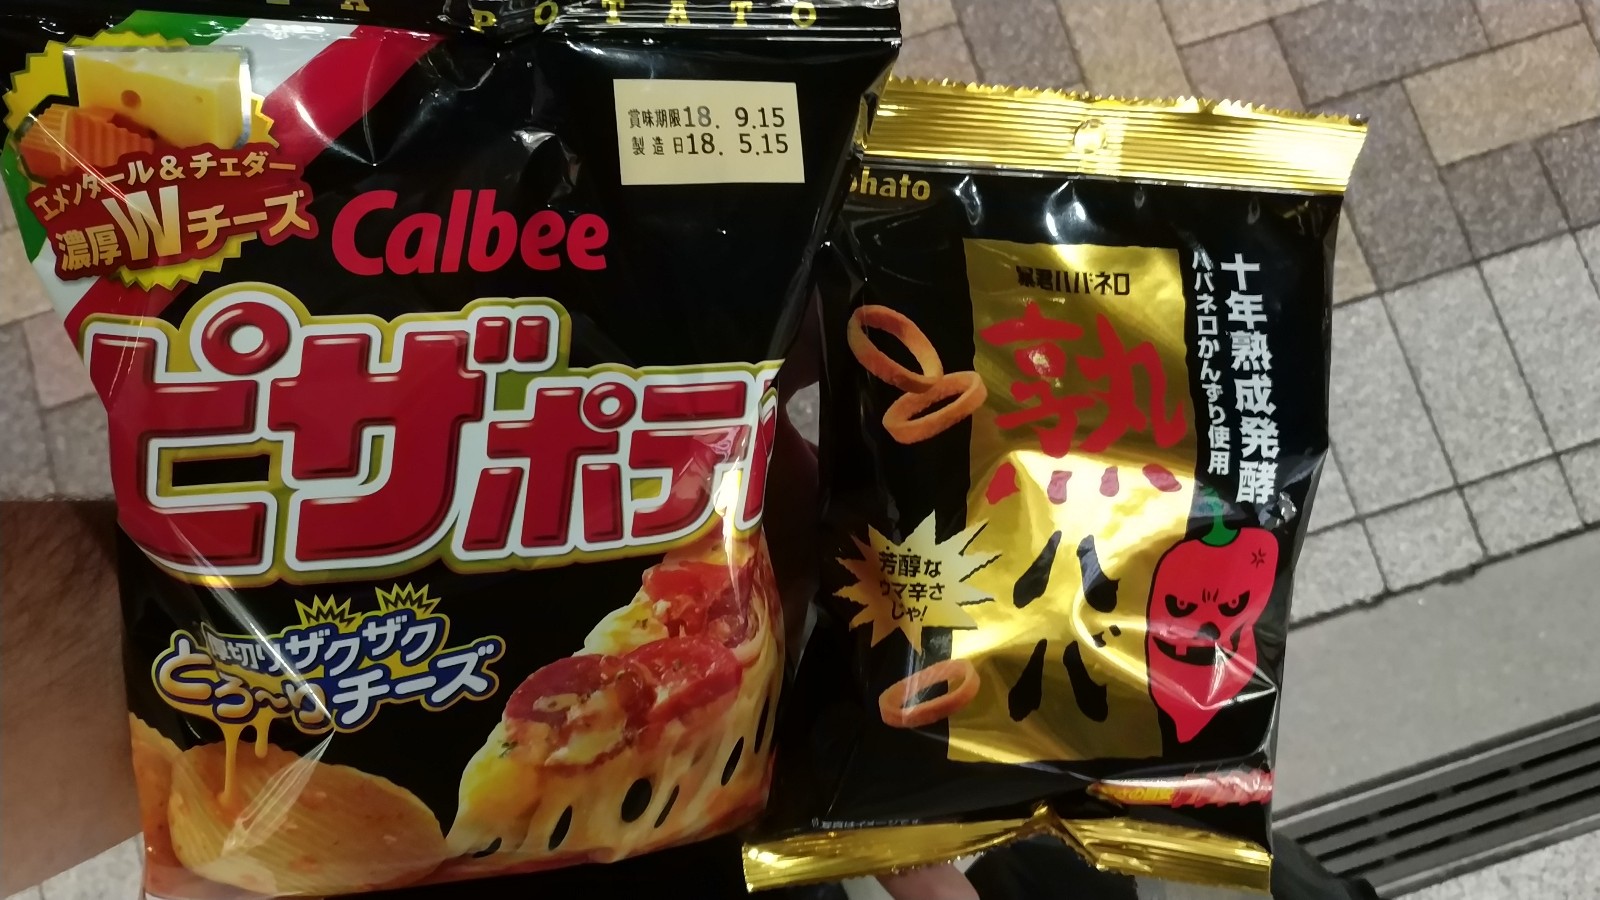 POTATO
賞味期限18. 9.15
製造日18. 5.15
エメンタール&チェダー
濃厚Wチーズ
Calbee
ピザポテ
厚切りザクザク
とろ〜りチーズ
ohato
暴君ハバネロ
熟
ハバ
十年熟成発酵
ハバネロかんずり使用
芳醇な
ウマ辛さ
じゃ!